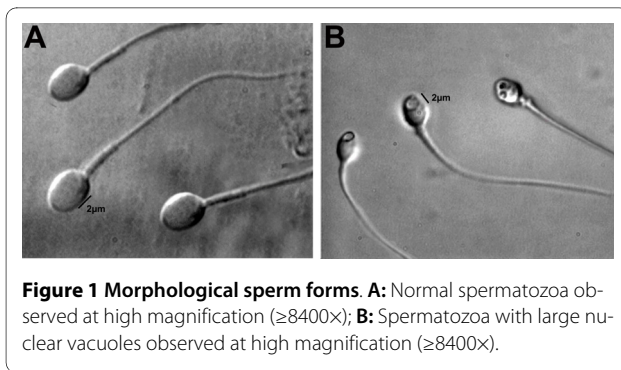 A
B
2µm
2µm
Figure 1 Morphological sperm forms. A: Normal spermatozoa ob-
served at high magnification (≥8400×); B: Spermatozoa with large nu-
clear vacuoles observed at high magnification (≥8400×).